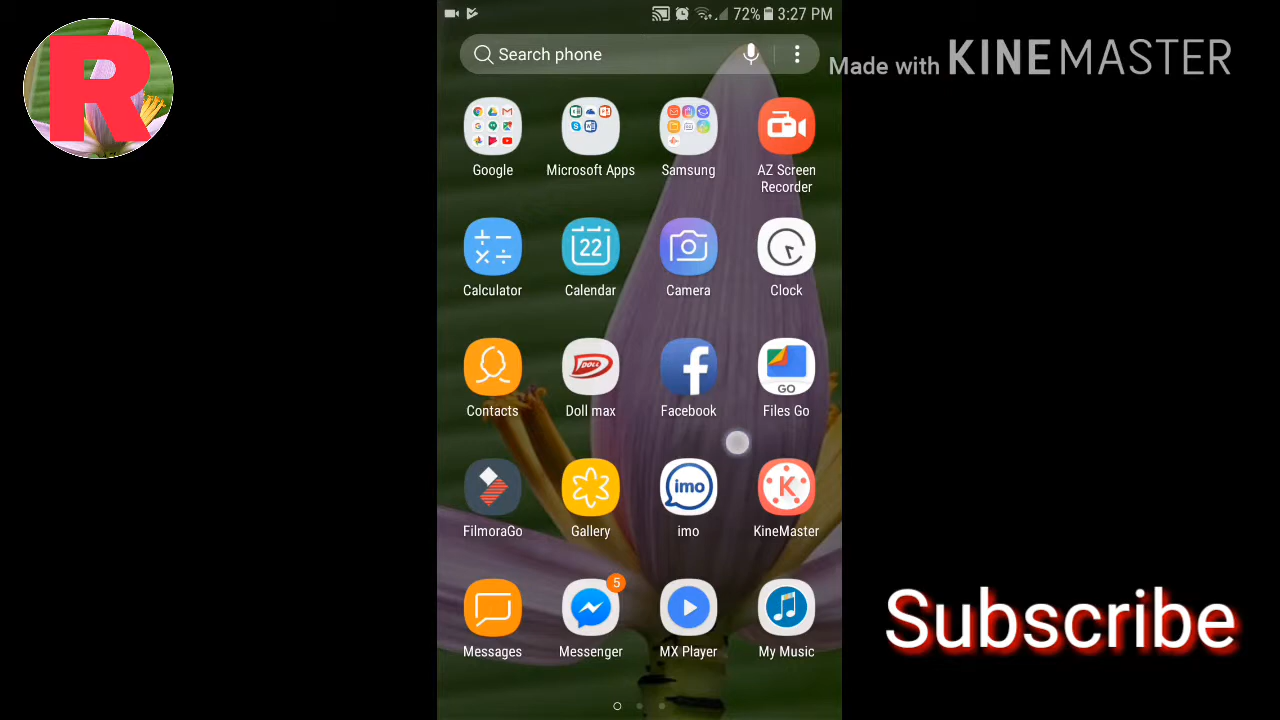 72% 3:27 PM
Search phone
Made with KINEMASTER
R
Google Microsoft Apps Samsung AZ Screen Recorder
Calculator Calendar Camera Clock
22
Contacts Doll max Facebook Files Go
DOLL
f
GO
FilmoraGo Gallery imo KineMaster
imo
K
Messages Messenger MX Player My Music
5
Subscribe